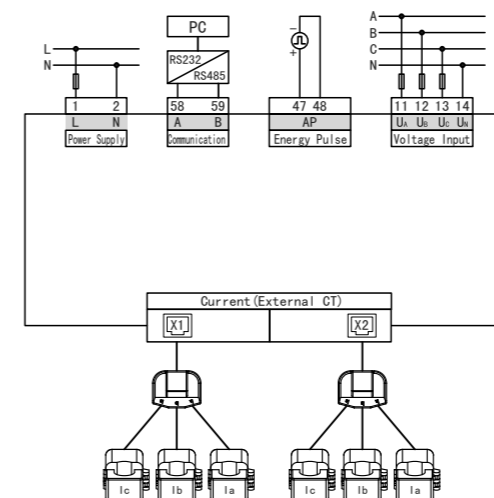 PC
RS232
RS485
L
N
A
B
C
N
- +
1 2
L N
Power Supply
58 59
A B
Communication
47 48
AP
Energy Pulse
11 12 13 14
UA UB UC UN
Voltage Input
Current(External CT)
X1 X2
Ic Ib Ia Ic Ib Ia